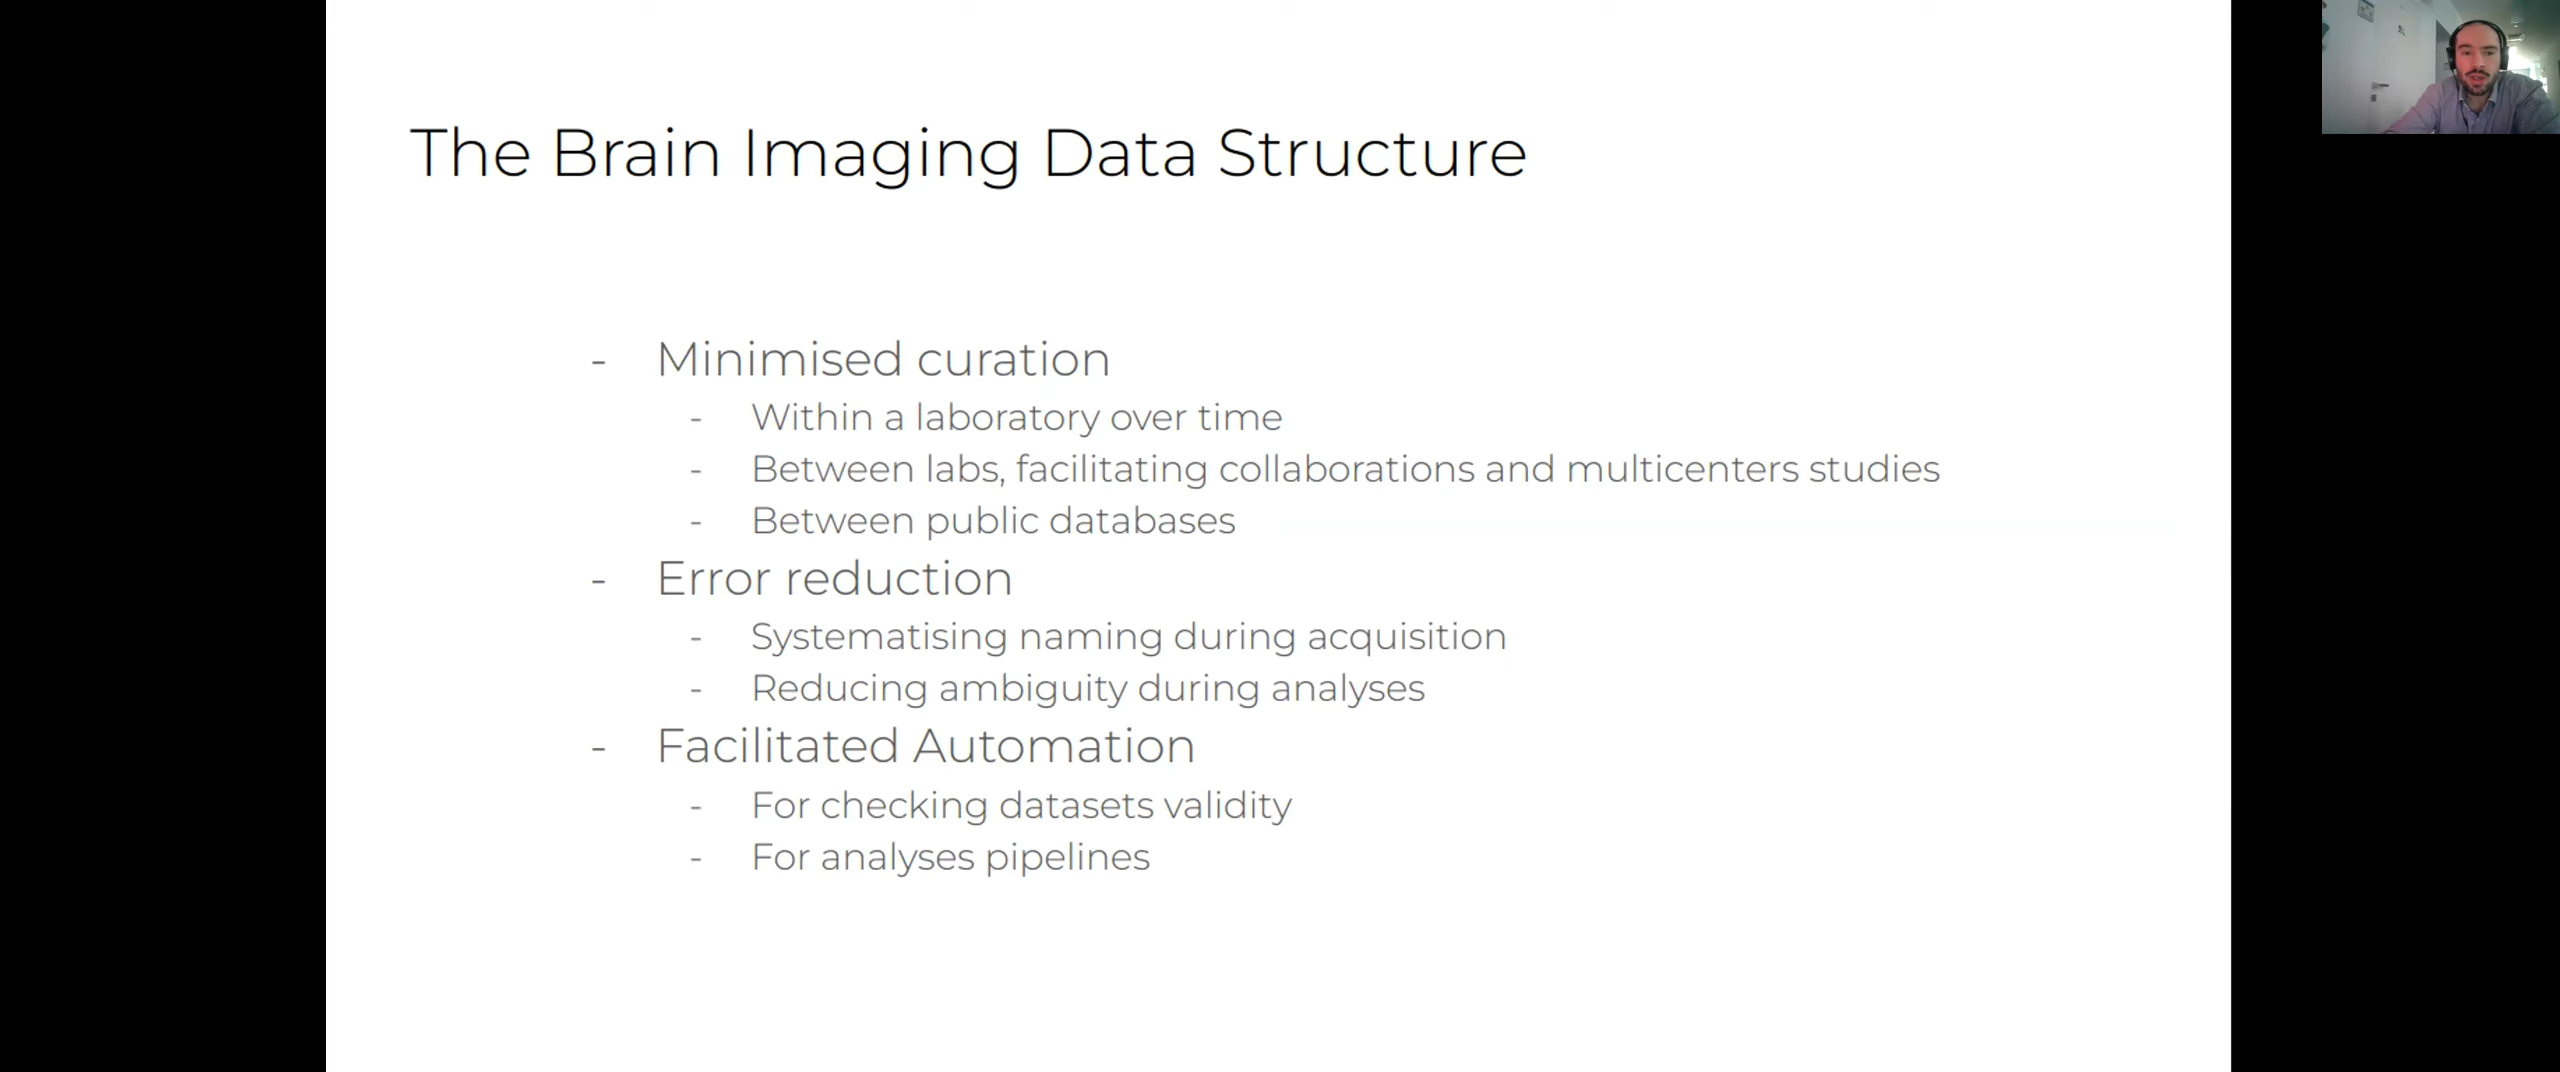 The Brain Imaging Data Structure
- Minimised curation
- Within a laboratory over time
- Between labs, facilitating collaborations and multicenters studies
- Between public databases
- Error reduction
- Systematising naming during acquisition
- Reducing ambiguity during analyses
- Facilitated Automation
- For checking datasets validity
- For analyses pipelines